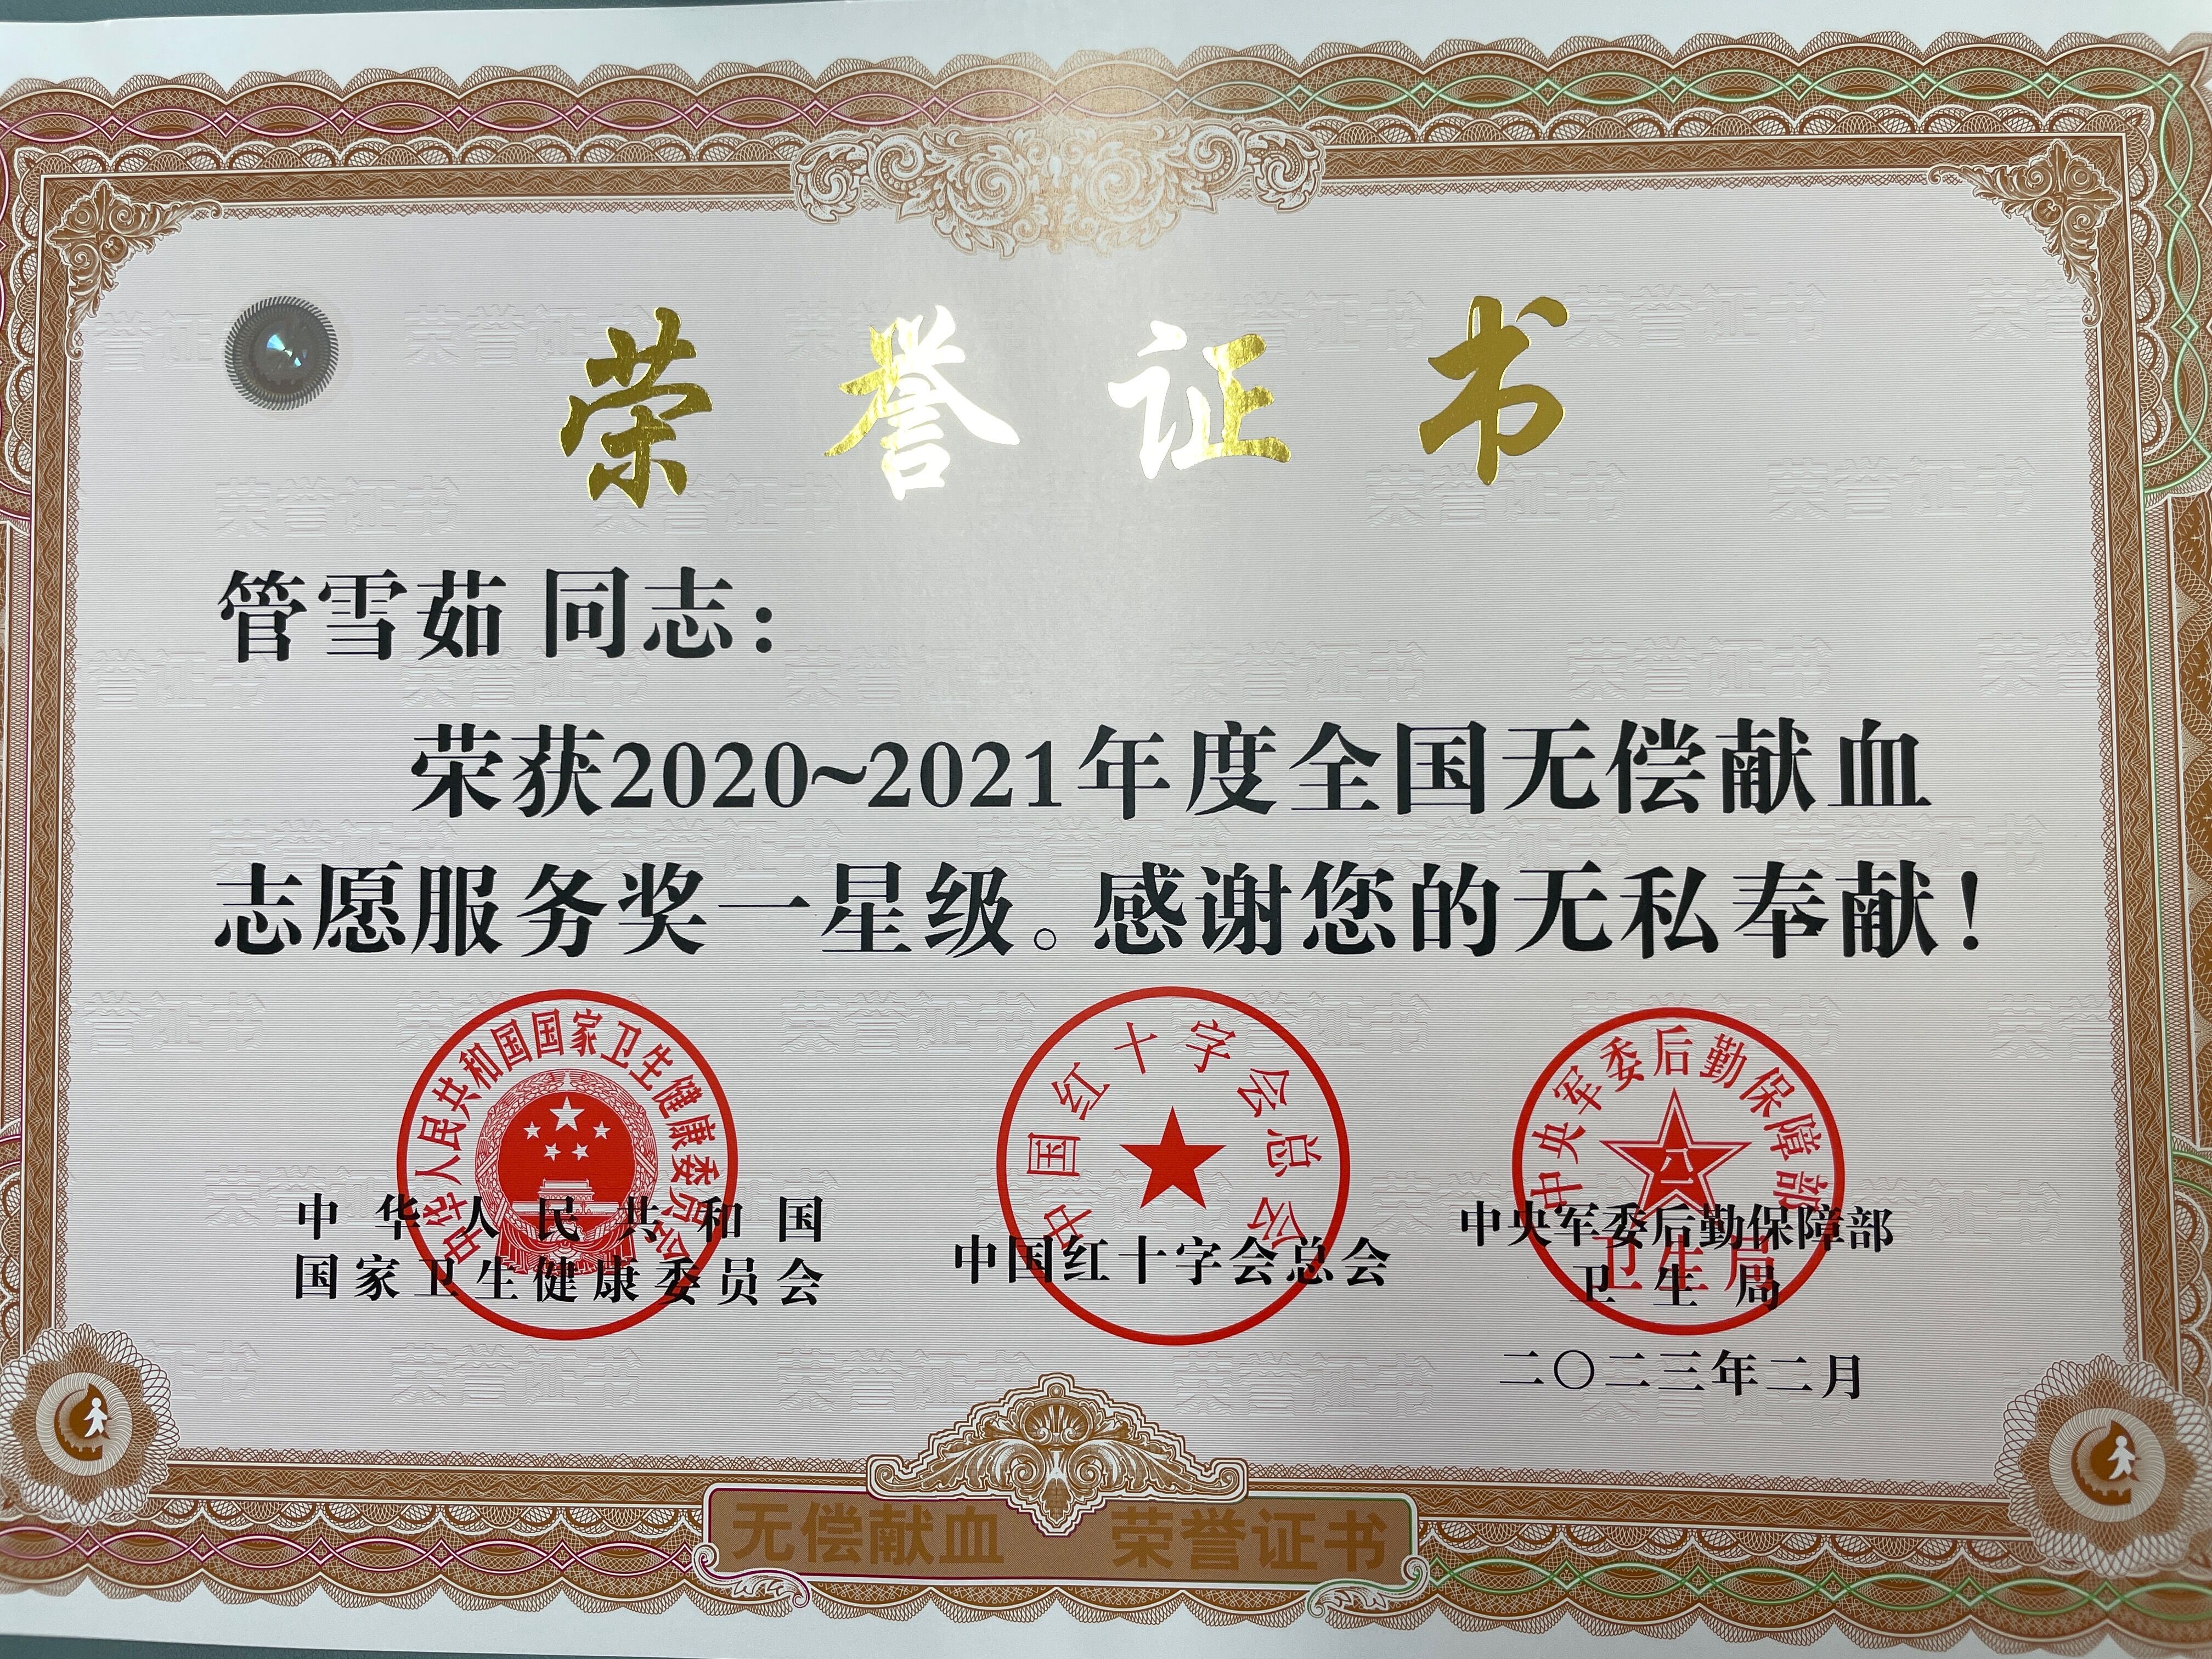 荣誉证书
管雪茹 同志：
荣获2020~2021年度全国无偿献血
志愿服务奖一星级。感谢您的无私奉献！
中华人民共和国国家卫生健康委员会
中华人民共和国
国家卫生健康委员会
中国红十字会总会
中国红十字会总会
中央军委后勤保障部
卫生局
中央军委后勤保障部
卫生局
八一
二〇二三年二月
无偿献血 荣誉证书